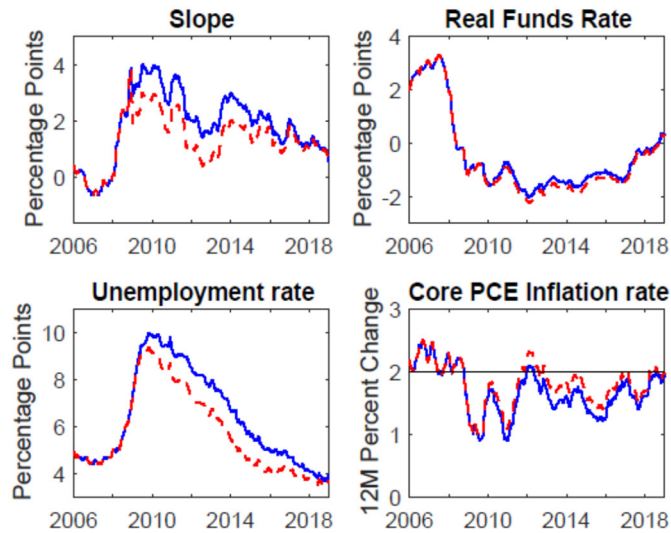 Slope
Percentage Points
4
2
0
2006 2010 2014 2018
Real Funds Rate
Percentage Points
4
2
0
-2
2006 2010 2014 2018
Unemployment rate
Percentage Points
10
8
6
4
2006 2010 2014 2018
Core PCE Inflation rate
12M Percent Change
3
2
1
0
2006 2010 2014 2018